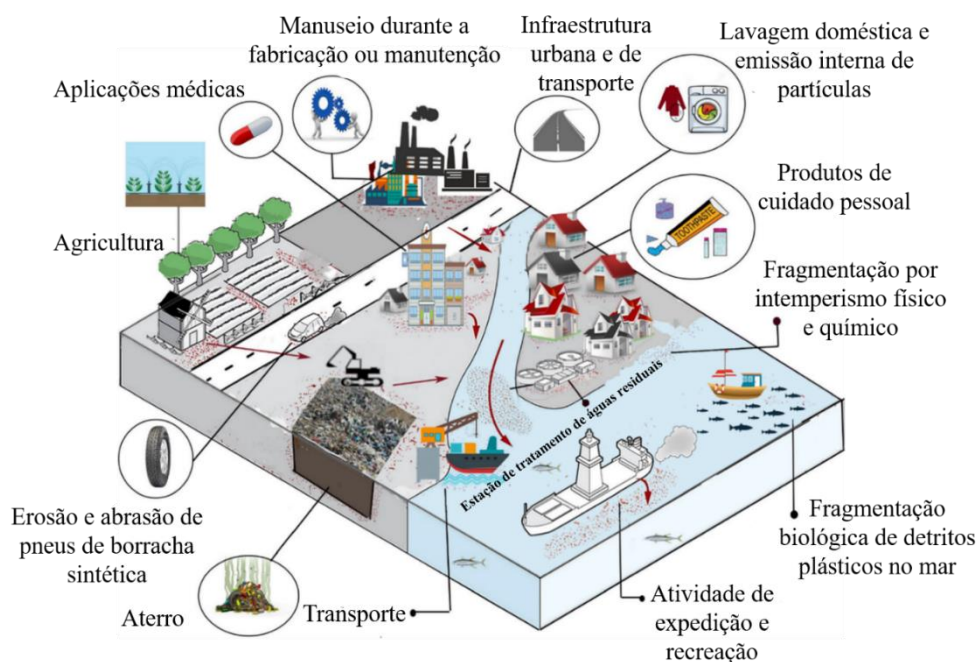 Manuseio durante a
fabricação ou manutenção
Infraestrutura
urbana e de
transporte
Lavagem doméstica e
emissão interna de
partículas
Aplicações médicas
Produtos de
cuidado pessoal
TOOTHPASTE
Agricultura
Fragmentação por
intemperismo físico
e químico
Estação de tratamento de águas residuais
Erosão e abrasão de
pneus de borracha
sintética
Fragmentação
biológica de detritos
plásticos no mar
Aterro
Transporte
Atividade de
expedição e
recreação